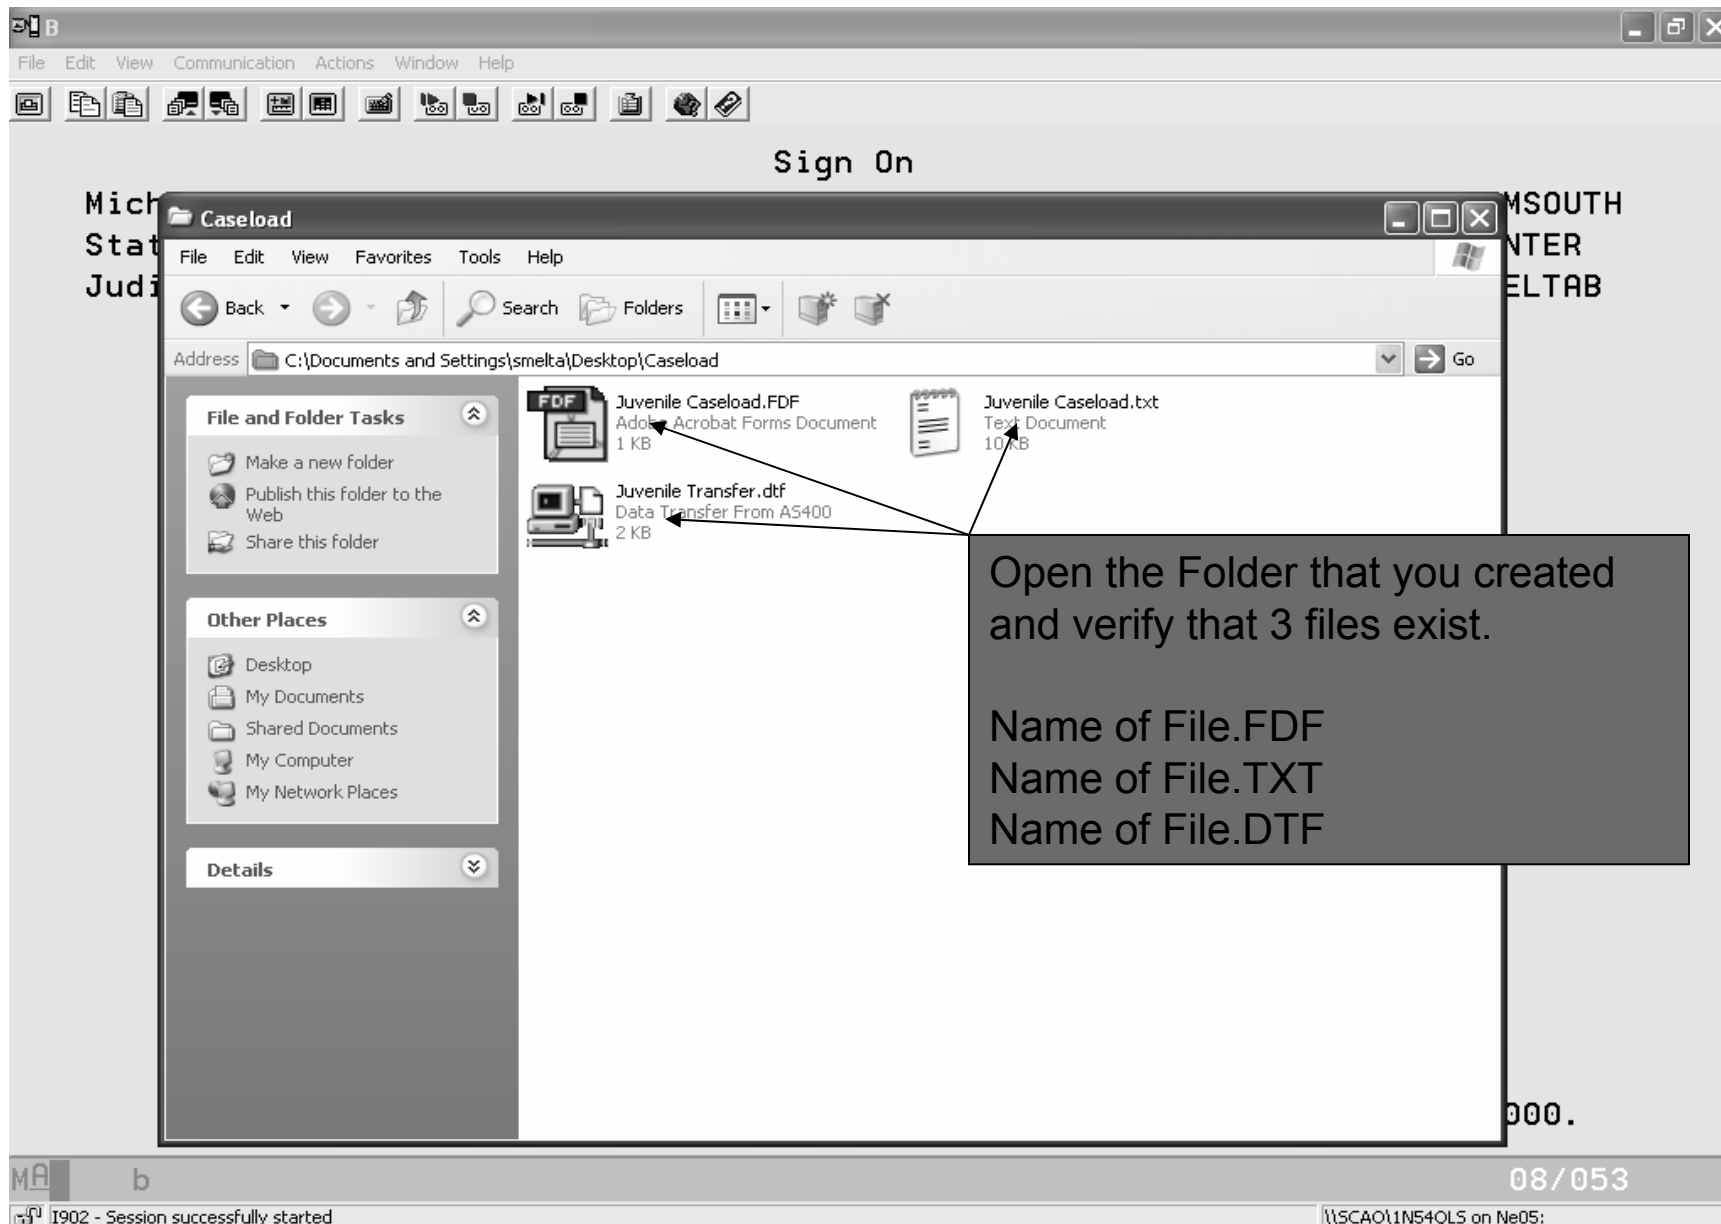 B
File Edit View Communication Actions Window Help
Sign On
Mich
MSOUTH
Stat
NTER
Judi
ELTAB
Caseload
File Edit View Favorites Tools Help
Back Search Folders
Address C:\Documents and Settings\smelta\Desktop\Caseload Go
File and Folder Tasks
Make a new folder
Publish this folder to the
Web
Share this folder
Other Places
Desktop
My Documents
Shared Documents
My Computer
My Network Places
Details
FDF
Juvenile Caseload.FDF
Adobe Acrobat Forms Document
1 KB
Juvenile Caseload.txt
Text Document
10 KB
Juvenile Transfer.dtf
Data Transfer From AS400
2 KB
Open the Folder that you created
and verify that 3 files exist.
Name of File.FDF
Name of File.TXT
Name of File.DTF
000.
MA b 08/053
I902 - Session successfully started \\SCAO\1N54OLS on Ne05: